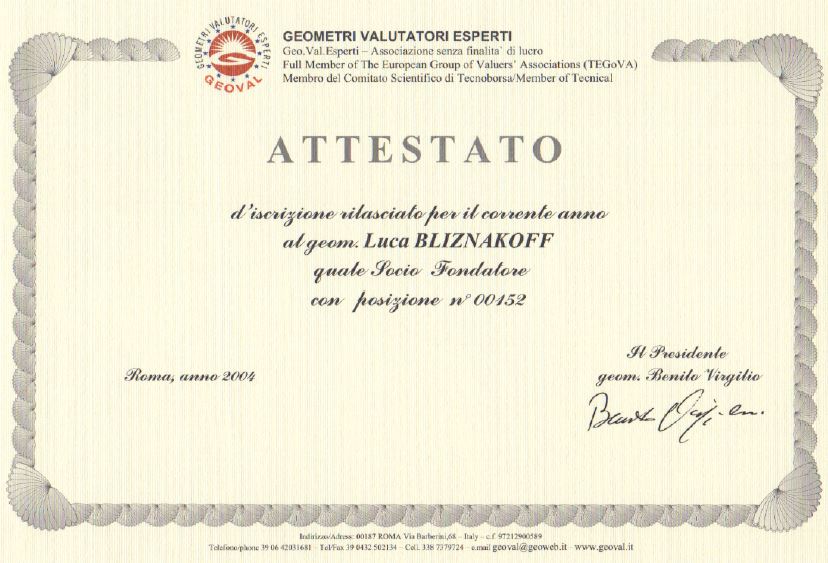 GEOMETRI VALUTATORI ESPERTI
GEOVAL
GEOMETRI VALUTATORI ESPERTI
Geo.Val.Esperti – Associazione senza finalita` di lucro
Full Member of The European Group of Valuers' Associations (TEGoVA)
Membro del Comitato Scientifico di Tecnoborsa/Member of Tecnical
ATTESTATO
d'iscrizione rilasciato per il corrente anno
al geom. Luca BLIZNAKOFF
quale Socio Fondatore
con posizione n° 00152
Il Presidente
Roma, anno 2004
geom. Benito Virgilio
Indirizzo/Adress: 00187 ROMA Via Barberini,68 – Italy – c.f. 97212900589
Telefono/phone 39 06 42031681 – Tel/Fax 39 0432 502134 – Cell. 338 7379724 – e.mail geoval@geoweb.it – www.geoval.it